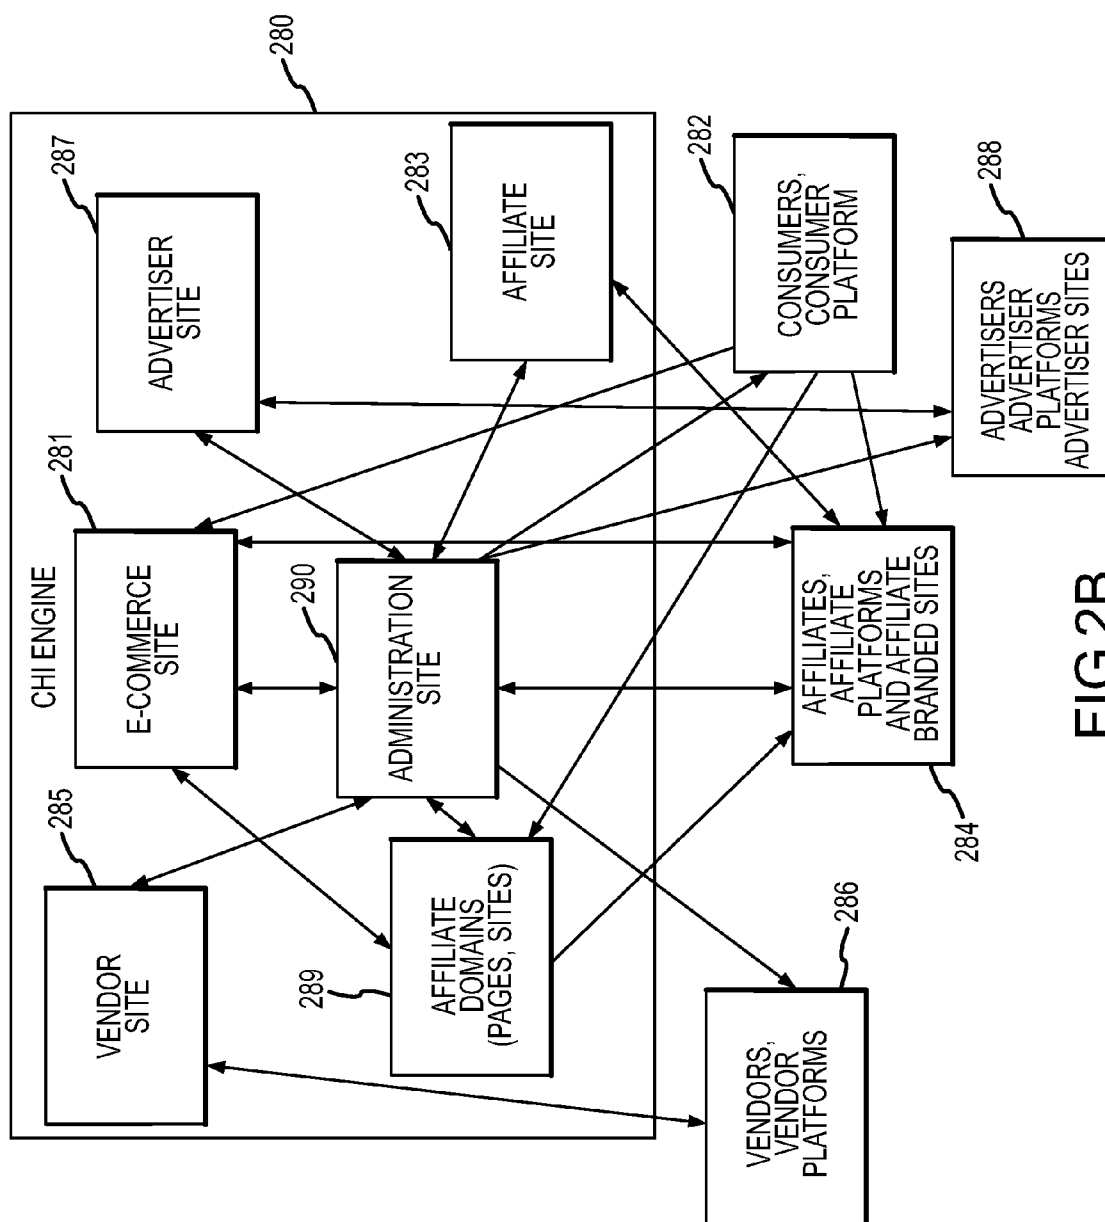 CHI ENGINE
285
281
287
280
VENDOR
SITE
E-COMMERCE
SITE
ADVERTISER
SITE
289
290
283
AFFILIATE
DOMAINS
(PAGES, SITES)
ADMINISTRATION
SITE
AFFILIATE
SITE
286
282
VENDORS,
VENDOR
PLATFORMS
AFFILIATES,
AFFILIATE
PLATFORMS
AND AFFILIATE
BRANDED SITES
CONSUMERS,
CONSUMER
PLATFORM
284
288
ADVERTISERS
ADVERTISER
PLATFORMS
ADVERTISER SITES
FIG.2B